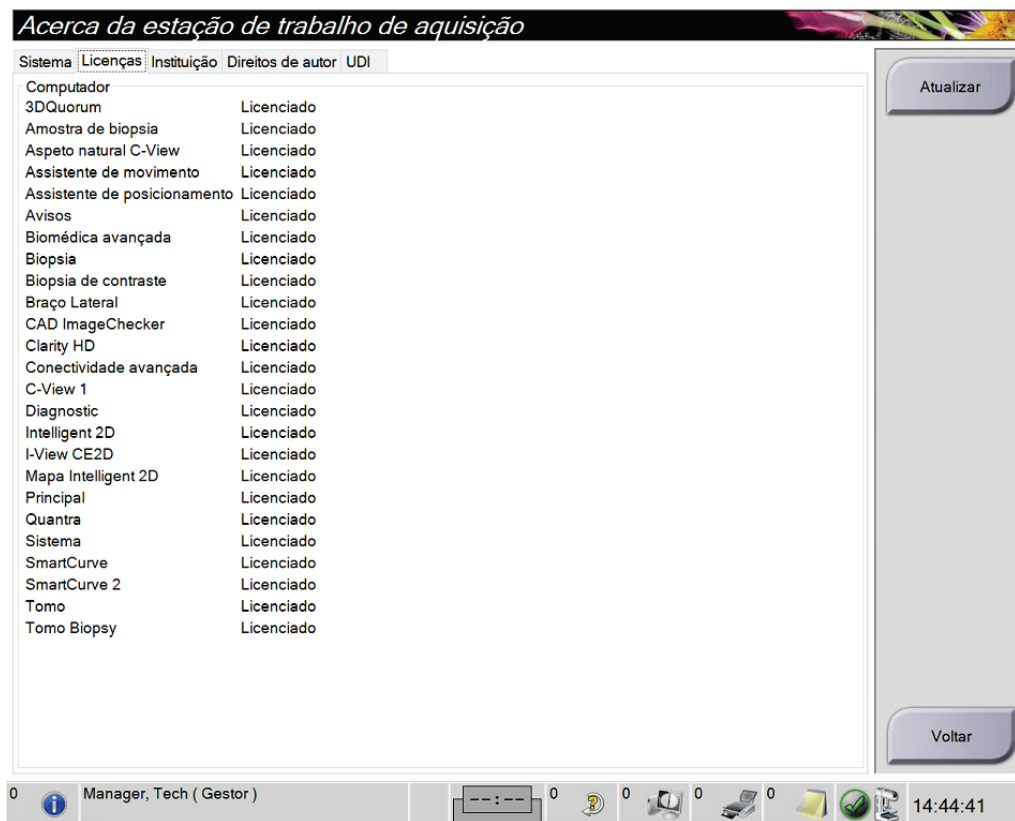 Acerca da estação de trabalho de aquisição
Sistema Licenças Instituição Direitos de autor UDI
Computador
3DQuorum Licenciado
Amostra de biopsia Licenciado
Aspeto natural C-View Licenciado
Assistente de movimento Licenciado
Assistente de posicionamento Licenciado
Avisos Licenciado
Biomédica avançada Licenciado
Biopsia Licenciado
Biopsia de contraste Licenciado
Braço Lateral Licenciado
CAD ImageChecker Licenciado
Clarity HD Licenciado
Conectividade avançada Licenciado
C-View 1 Licenciado
Diagnostic Licenciado
Intelligent 2D Licenciado
I-View CE2D Licenciado
Mapa Intelligent 2D Licenciado
Principal Licenciado
Quantra Licenciado
Sistema Licenciado
SmartCurve Licenciado
SmartCurve 2 Licenciado
Tomo Licenciado
Tomo Biopsy Licenciado
Atualizar
Voltar
0 Manager, Tech ( Gestor ) --:-- 0 0 0 0 14:44:41